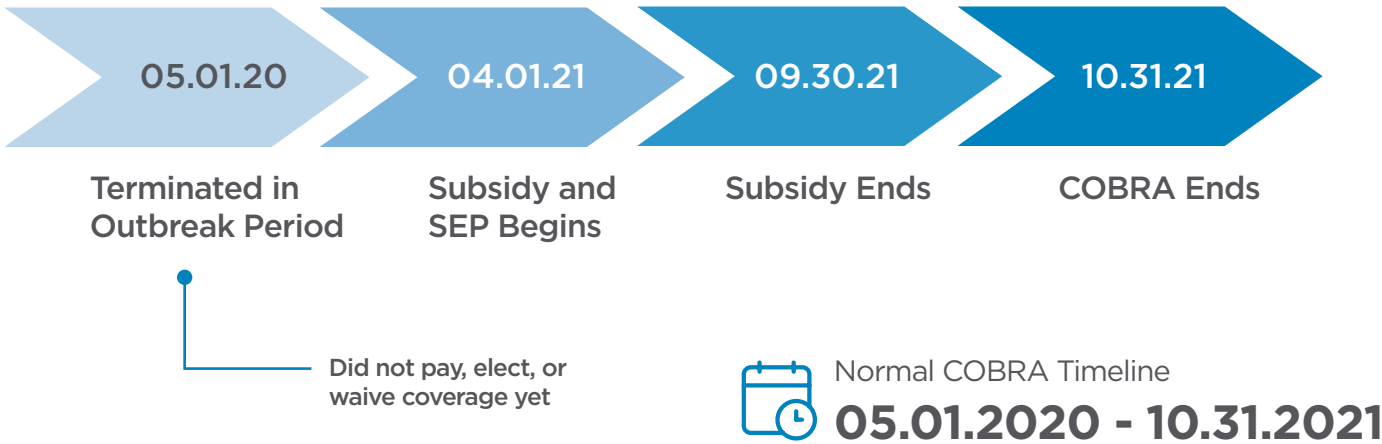 05.01.20
04.01.21
09.30.21
10.31.21
Terminated in
Outbreak Period
Subsidy and
SEP Begins
Subsidy Ends
COBRA Ends
Did not pay, elect, or
waive coverage yet
Normal COBRA Timeline
05.01.2020 - 10.31.2021